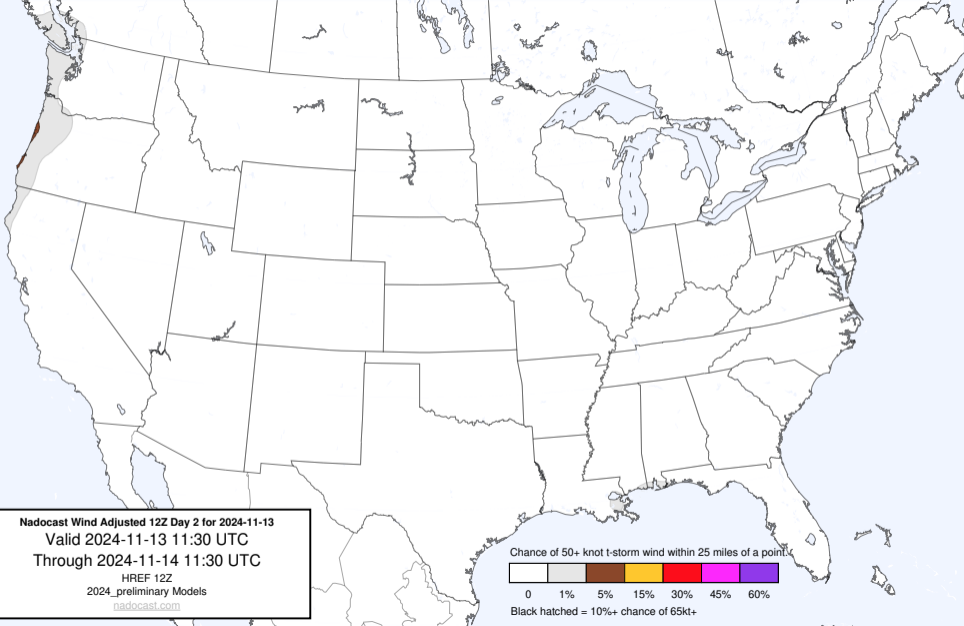 Nadocast Wind Adjusted 12Z Day 2 for 2024-11-13
Valid 2024-11-13 11:30 UTC
Through 2024-11-14 11:30 UTC
HREF 12Z
2024_preliminary Models
nadocast.com
Chance of 50+ knot t-storm wind within 25 miles of a point.
0 1% 5% 15% 30% 45% 60%
Black hatched = 10%+ chance of 65kt+